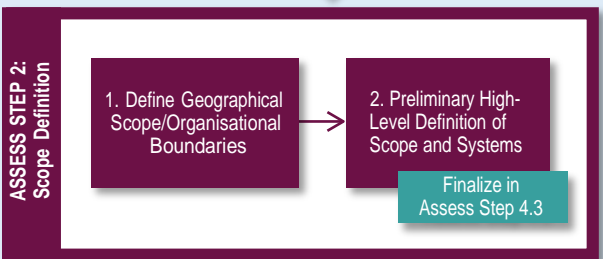 ASSESS STEP 2:
Scope Definition
1. Define Geographical
Scope/Organisational
Boundaries
2. Preliminary High-
Level Definition of
Scope and Systems
Finalize in
Assess Step 4.3